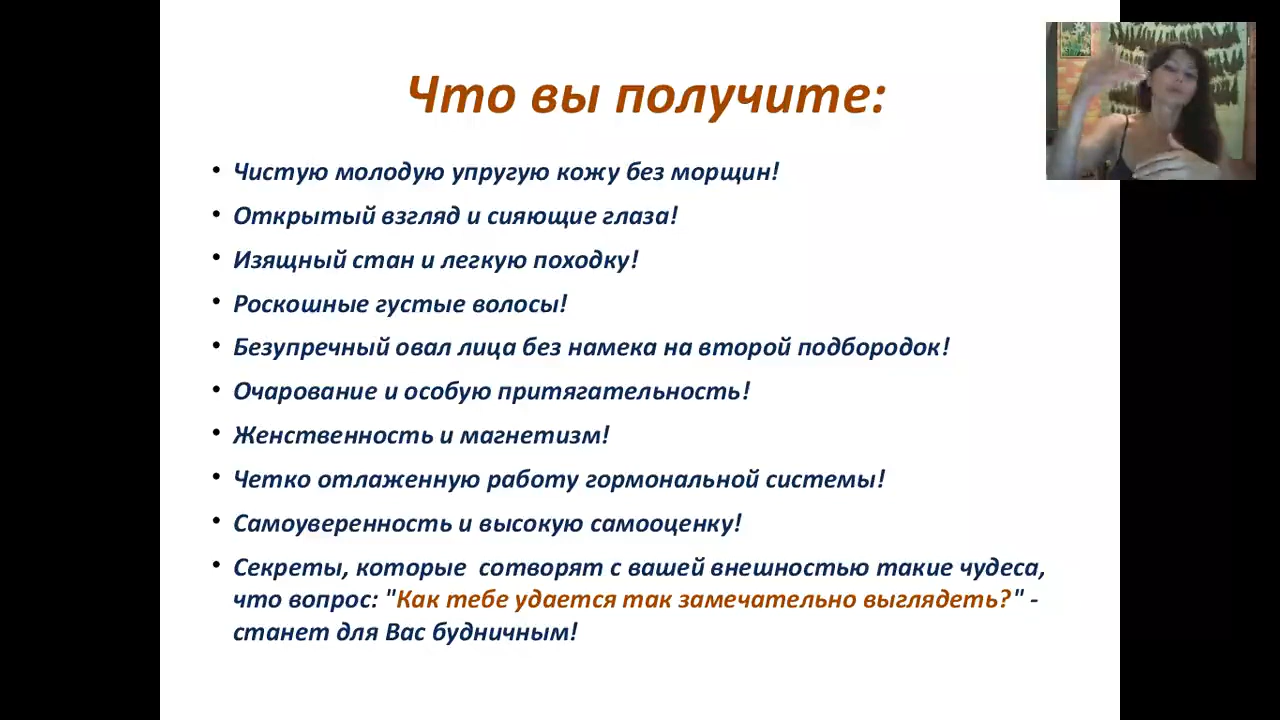 Что вы получите:
• Чистую молодую упругую кожу без морщин!
• Открытый взгляд и сияющие глаза!
• Изящный стан и легкую походку!
• Роскошные густые волосы!
• Безупречный овал лица без намека на второй подбородок!
• Очарование и особую притягательность!
• Женственность и магнетизм!
• Четко отлаженную работу гормональной системы!
• Самоуверенность и высокую самооценку!
• Секреты, которые  сотворят с вашей внешностью такие чудеса,
что вопрос: "Как тебе удается так замечательно выглядеть?" -
станет для Вас будничным!